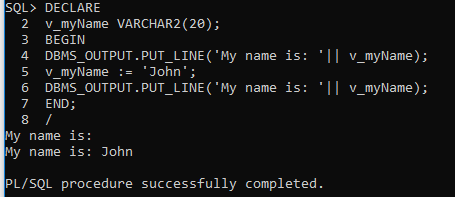 SQL> DECLARE
  2  v_myName VARCHAR2(20);
  3  BEGIN
  4  DBMS_OUTPUT.PUT_LINE('My name is: '|| v_myName);
  5  v_myName := 'John';
  6  DBMS_OUTPUT.PUT_LINE('My name is: '|| v_myName);
  7  END;
  8  /
My name is:
My name is: John
PL/SQL procedure successfully completed.